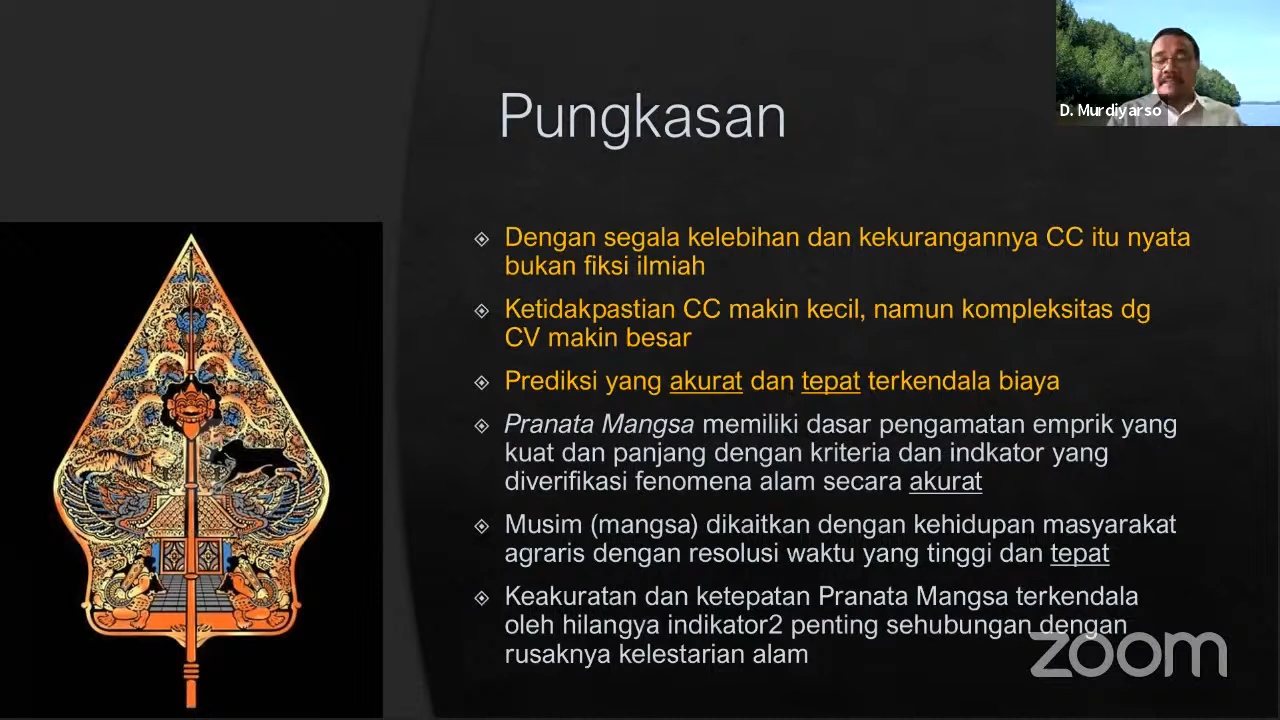 Pungkasan
D. Murdiyarso
Dengan segala kelebihan dan kekurangannya CC itu nyata
bukan fiksi ilmiah
Ketidakpastian CC makin kecil, namun kompleksitas dg
CV makin besar
Prediksi yang akurat dan tepat terkendala biaya
Pranata Mangsa memiliki dasar pengamatan emprik yang
kuat dan panjang dengan kriteria dan indkator yang
diverifikasi fenomena alam secara akurat
Musim (mangsa) dikaitkan dengan kehidupan masyarakat
agraris dengan resolusi waktu yang tinggi dan tepat
Keakuratan dan ketepatan Pranata Mangsa terkendala
oleh hilangya indikator2 penting sehubungan dengan
rusaknya kelestarian alam
zoom